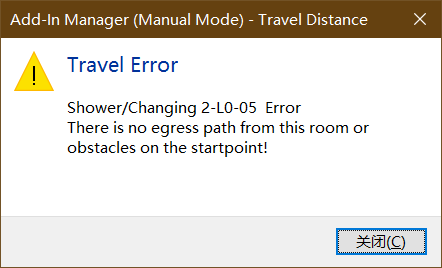 Add-In Manager (Manual Mode) - Travel Distance
Travel Error
Shower/Changing 2-L0-05  Error
There is no egress path from this room or
obstacles on the startpoint!
关闭(C)